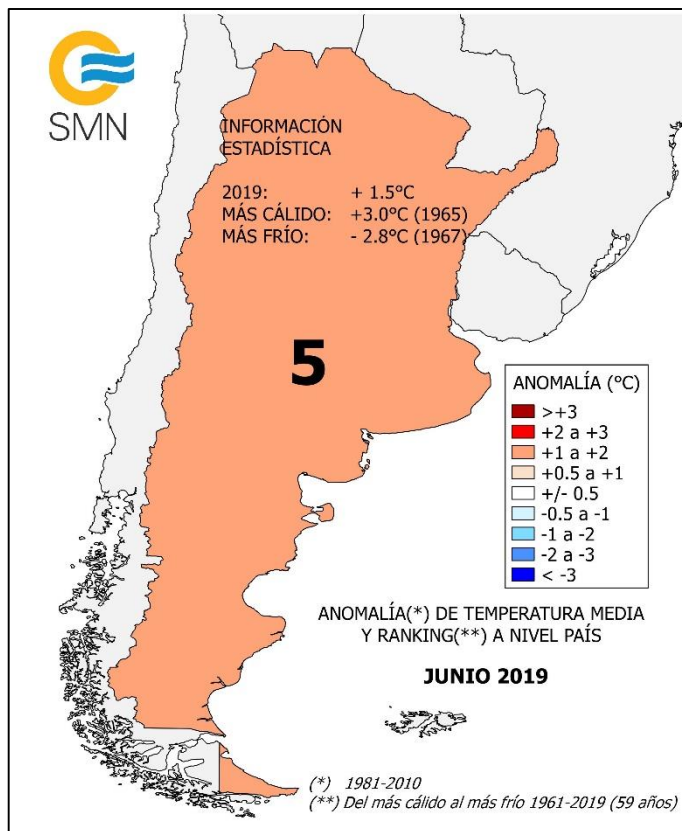 SMN
INFORMACIÓN
ESTADÍSTICA
2019: + 1.5°C
MÁS CÁLIDO: +3.0°C (1965)
MÁS FRÍO: - 2.8°C (1967)
5
ANOMALÍA (°C)
>+3
+2 a +3
+1 a +2
+0.5 a +1
+/- 0.5
-0.5 a -1
-1 a -2
-2 a -3
< -3
ANOMALÍA(*) DE TEMPERATURA MEDIA
Y RANKING(**) A NIVEL PAÍS
JUNIO 2019
(*) 1981-2010
(**) Del más cálido al más frío 1961-2019 (59 años)